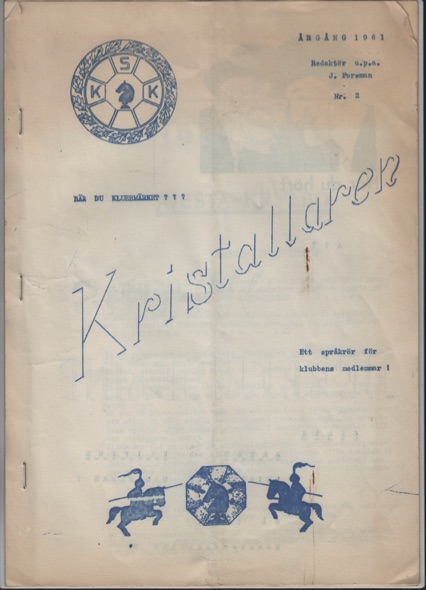 ÅRGÅNG 1961
Redaktör u.p.a.
J. Forsman
Nr. 2
S
K K
BÄR DU KLUBBMÄRKET ? ? ?
Kristallaren
Ett språkrör för
klubbens medlemmar !